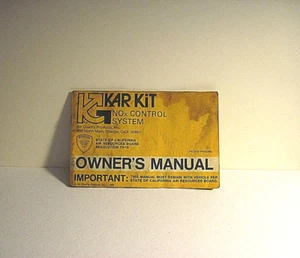 KG KAR KiT
NOx CONTROL
SYSTEM
STATE OF CALIFORNIA
AIR RESOURCES BOARD
OWNER'S MANUAL
IMPORTANT: THIS MANUAL MUST REMAIN WITH VEHICLE PER
STATE OF CALIFORNIA AIR RESOURCES BOARD.